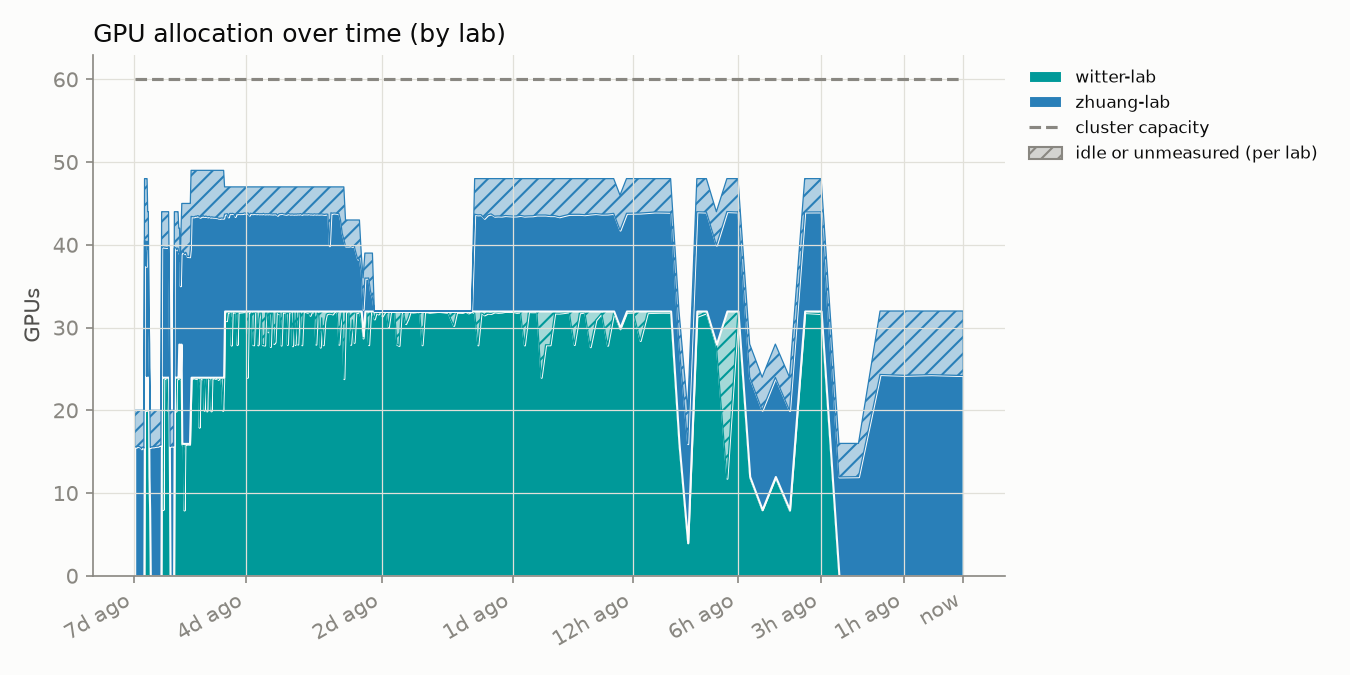 GPU allocation over time (by lab)
witter-lab
zhuang-lab
cluster capacity
idle or unmeasured (per lab)
GPUs
60
50
40
30
20
10
0
7d ago
4d ago
2d ago
1d ago
12h ago
6h ago
3h ago
1h ago
now